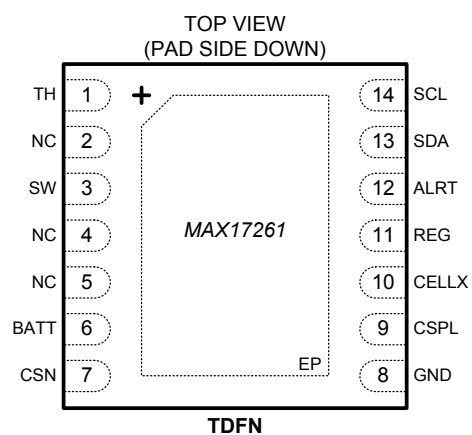 TOP VIEW
(PAD SIDE DOWN)
TH 1 + 14 SCL
NC 2 13 SDA
SW 3 12 ALRT
MAX17261
NC 4 11 REG
NC 5 10 CELLX
BATT 6 9 CSPL
EP
CSN 7 8 GND
TDFN